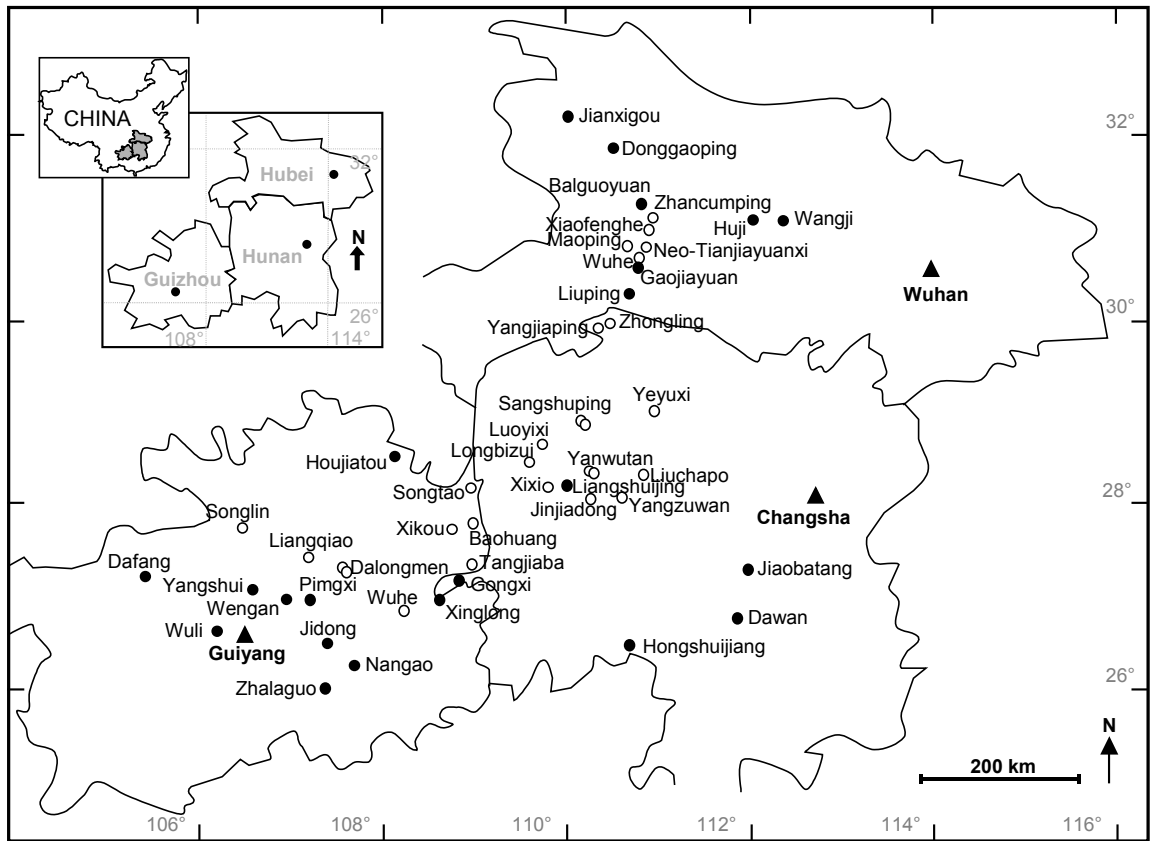 CHINA
Hubei
32°
Hunan
N
Guizhou
26°
108°
114°
Jianxigou
32°
Donggaoping
Balguoyuan
Zhancumping
Xiaofenghe
Huji
Wangji
Maoping
Neo-Tianjiayuanxi
Wuhe
Gaojiayuan
Liuping
Wuhan
Yangjiaping
Zhongling
30°
Yeyuxi
Sangshuping
Luoyixi
Longbizui
Houjiatou
Yanwutan
Liuchapo
Songtao
Xixi
Liangshuijing
Jinjiadong
Yangzuwan
28°
Changsha
Songlin
Xikou
Baohuang
Liangqiao
Dafang
Dalongmen
Tangjiaba
Yangshui
Pimgxi
Gongxi
Jiaobatang
Wengan
Wuhe
Xinglong
Dawan
Wuli
Jidong
Guiyang
Hongshuijiang
Nangao
Zhalaguo
26°
N
200 km
106°
108°
110°
112°
114°
116°